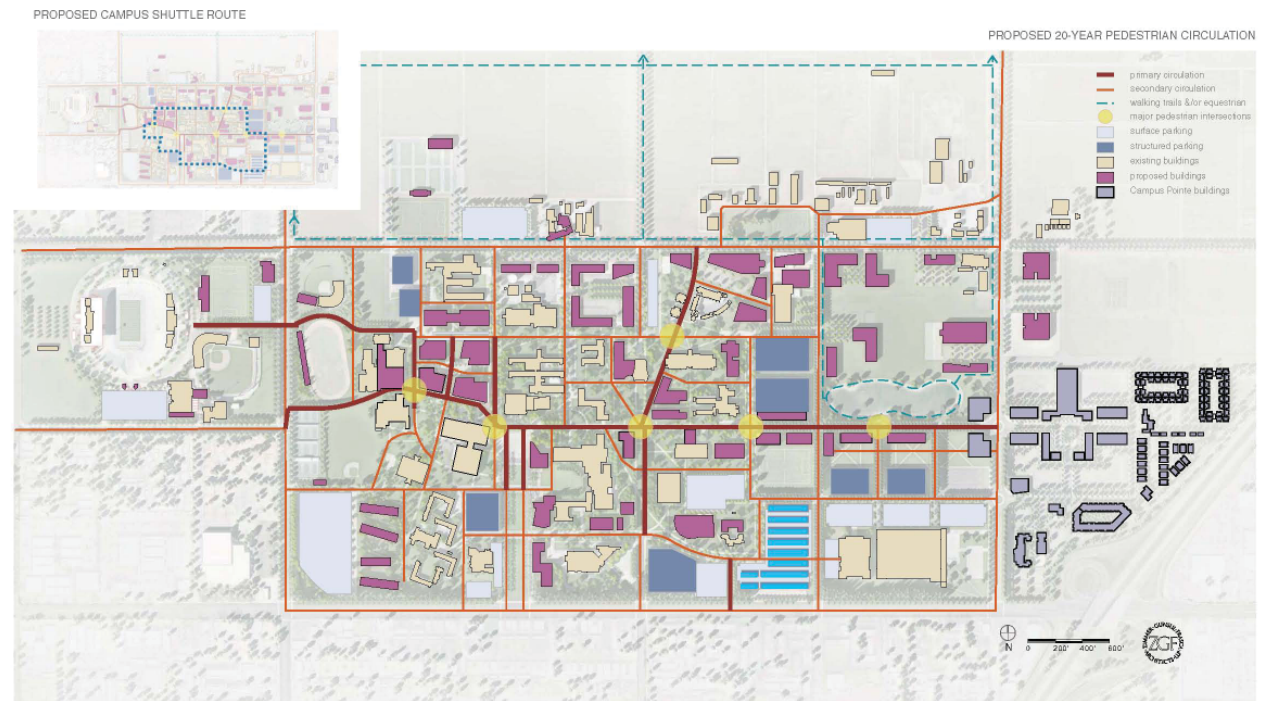 PROPOSED CAMPUS SHUTTLE ROUTE
PROPOSED 20-YEAR PEDESTRIAN CIRCULATION
primary circulation
secondary circulation
walking trails &/or equestrian
major pedestrian intersections
surface parking
structured parking
existing buildings
proposed buildings
Campus Pointe buildings
N
0 200' 400' 600'
ZGF